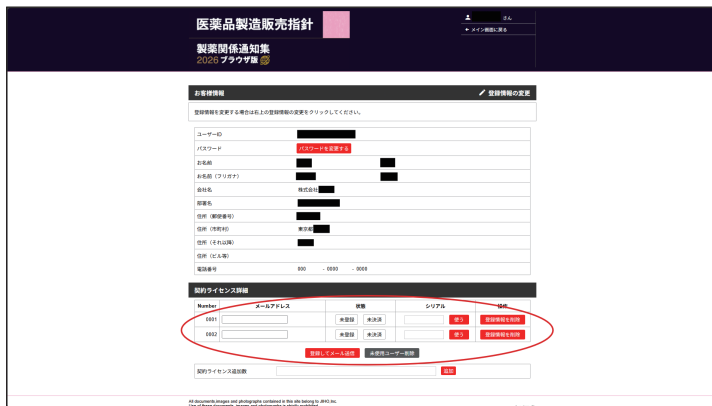 医薬品製造販売指針
さん
← メイン画面に戻る
製薬関係通知集
2026 ブラウザ版
お客様情報
登録情報の変更
登録情報を変更する場合は右上の登録情報の変更をクリックしてください。
ユーザーID
パスワード パスワードを変更する
お名前
お名前（フリガナ）
会社名 株式会社
部署名
住所（郵便番号）
住所（市町村） 東京都
住所（それ以降）
住所（ビル等）
電話番号 000 - 0000 - 0000
契約ライセンス詳細
Number メールアドレス 状態 シリアル 操作
0001 未登録 未決済 使う 登録情報を削除
0002 未登録 未決済 使う 登録情報を削除
登録してメール送信 未使用ユーザー削除
契約ライセンス追加数 追加
All documents,images and photographs contained in this site belong to JIHO Inc.
Use of these documents, images and photographs is strictly prohibited.